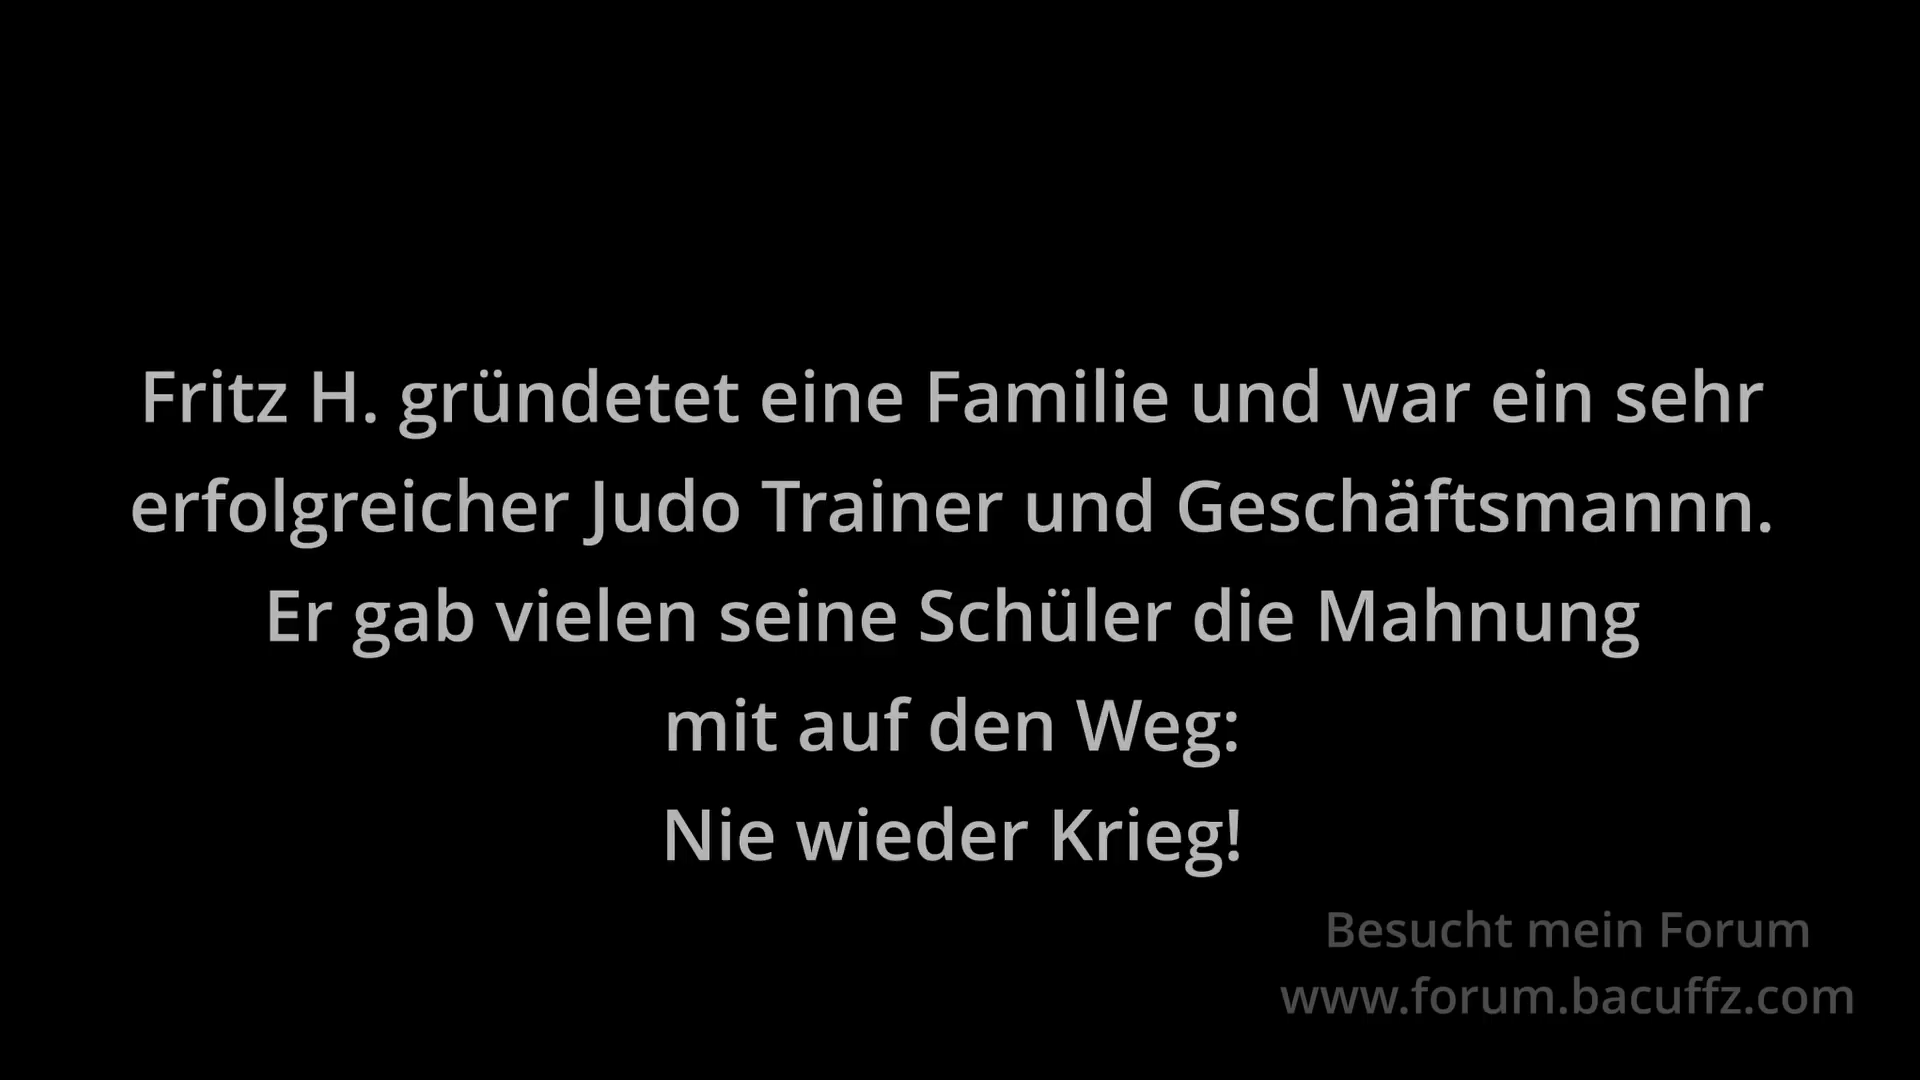 Fritz H. gründetet eine Familie und war ein sehr
erfolgreicher Judo Trainer und Geschäftsmannn.
Er gab vielen seine Schüler die Mahnung
mit auf den Weg:
Nie wieder Krieg!
Besucht mein Forum
www.forum.bacuffz.com